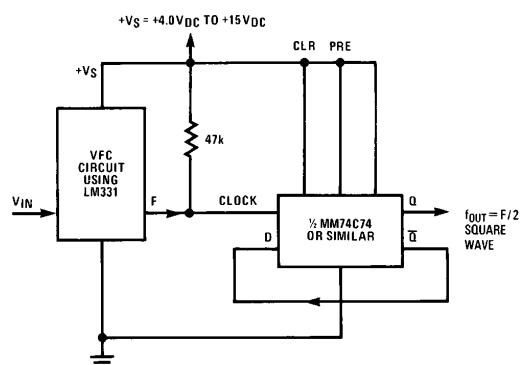 +VS = +4.0VDC TO +15VDC
CLR PRE
+VS
47k
VFC
CIRCUIT
USING
LM331
VIN
F
CLOCK
D
½ MM74C74
OR SIMILAR
Q
Q̅
fOUT = F/2
SQUARE
WAVE